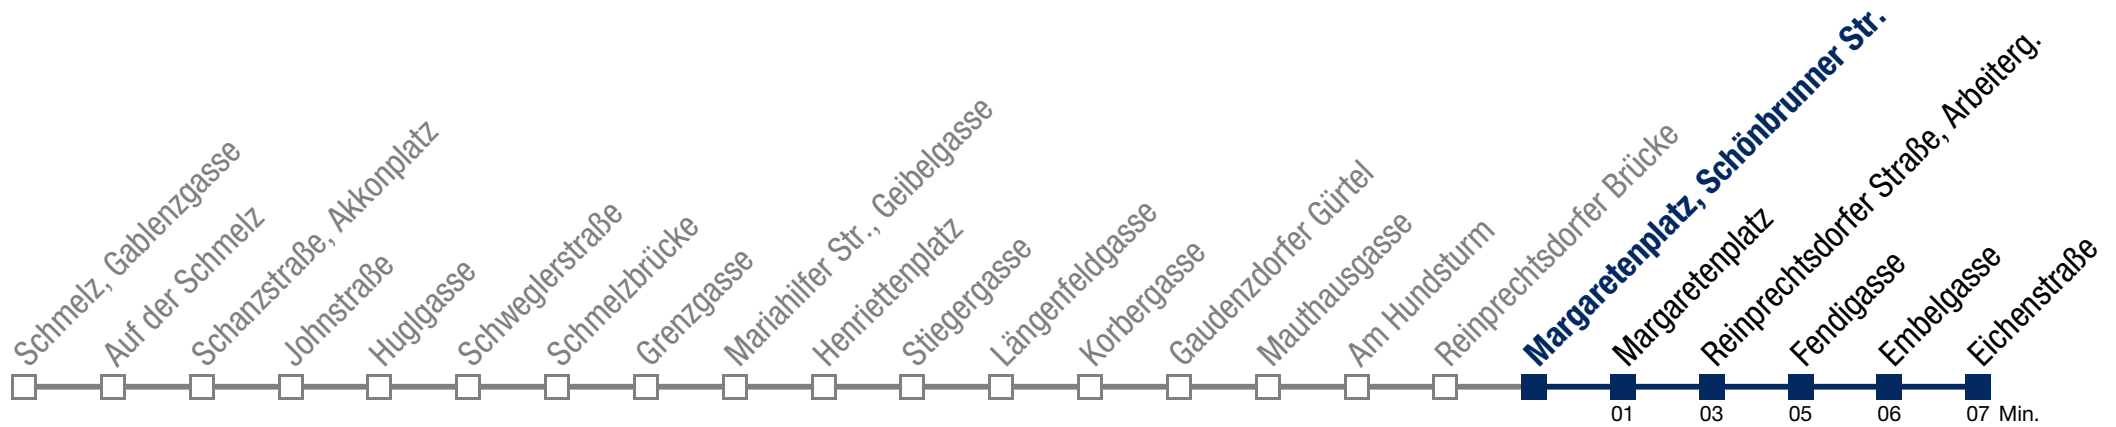 Schmelz, Gablenzgasse
Auf der Schmelz
Schanzstraße, Akkonplatz
Johnstraße
Huglgasse
Schweglerstraße
Schmelzbrücke
Grenzgasse
Mariahilfer Str., Geibelgasse
Henriettenplatz
Stiegergasse
Längenfeldgasse
Korbergasse
Gaudenzdorfer Gürtel
Mauthausgasse
Am Hundsturm
Reinprechtsdorfer Brücke
Margaretenplatz, Schönbrunner Str.
Margaretenplatz
Reinprechtsdorfer Straße, Arbeiterg.
Fendigasse
Embelgasse
Eichenstraße
01 03 05 06 07 Min.